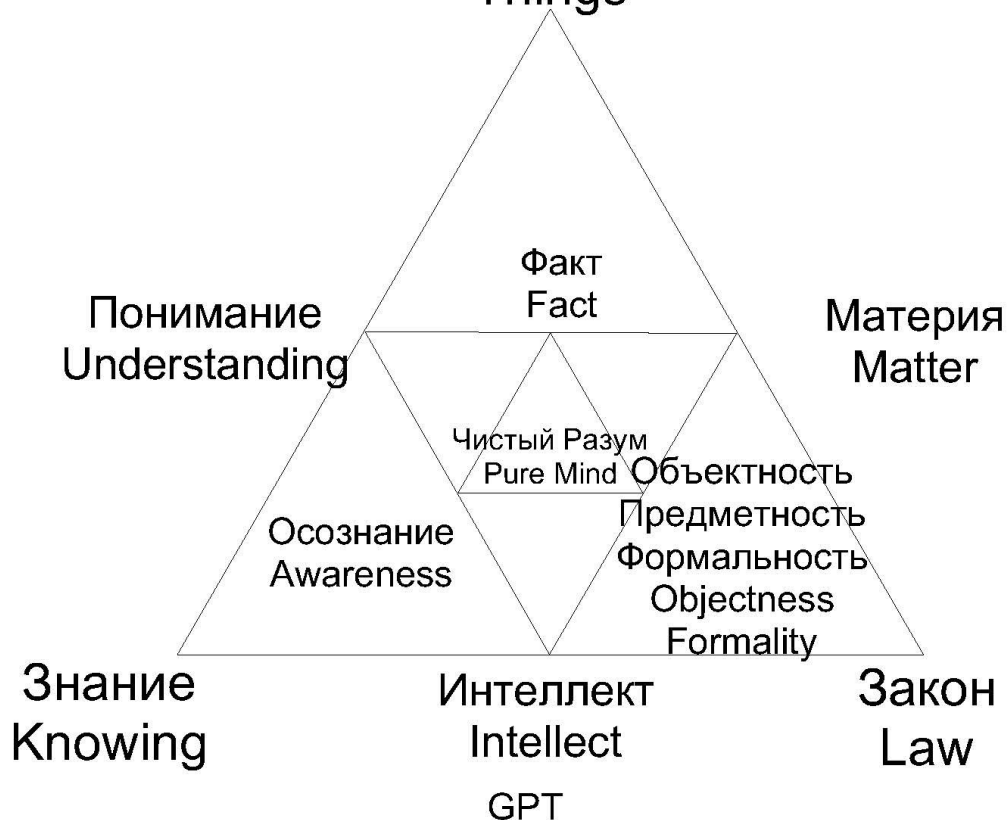 Things
Факт
Fact
Понимание
Understanding
Материя
Matter
Чистый Разум
Pure Mind
Объектность
Предметность
Формальность
Objectness
Formality
Осознание
Awareness
Знание
Knowing
Интеллект
Intellect
GPT
Закон
Law